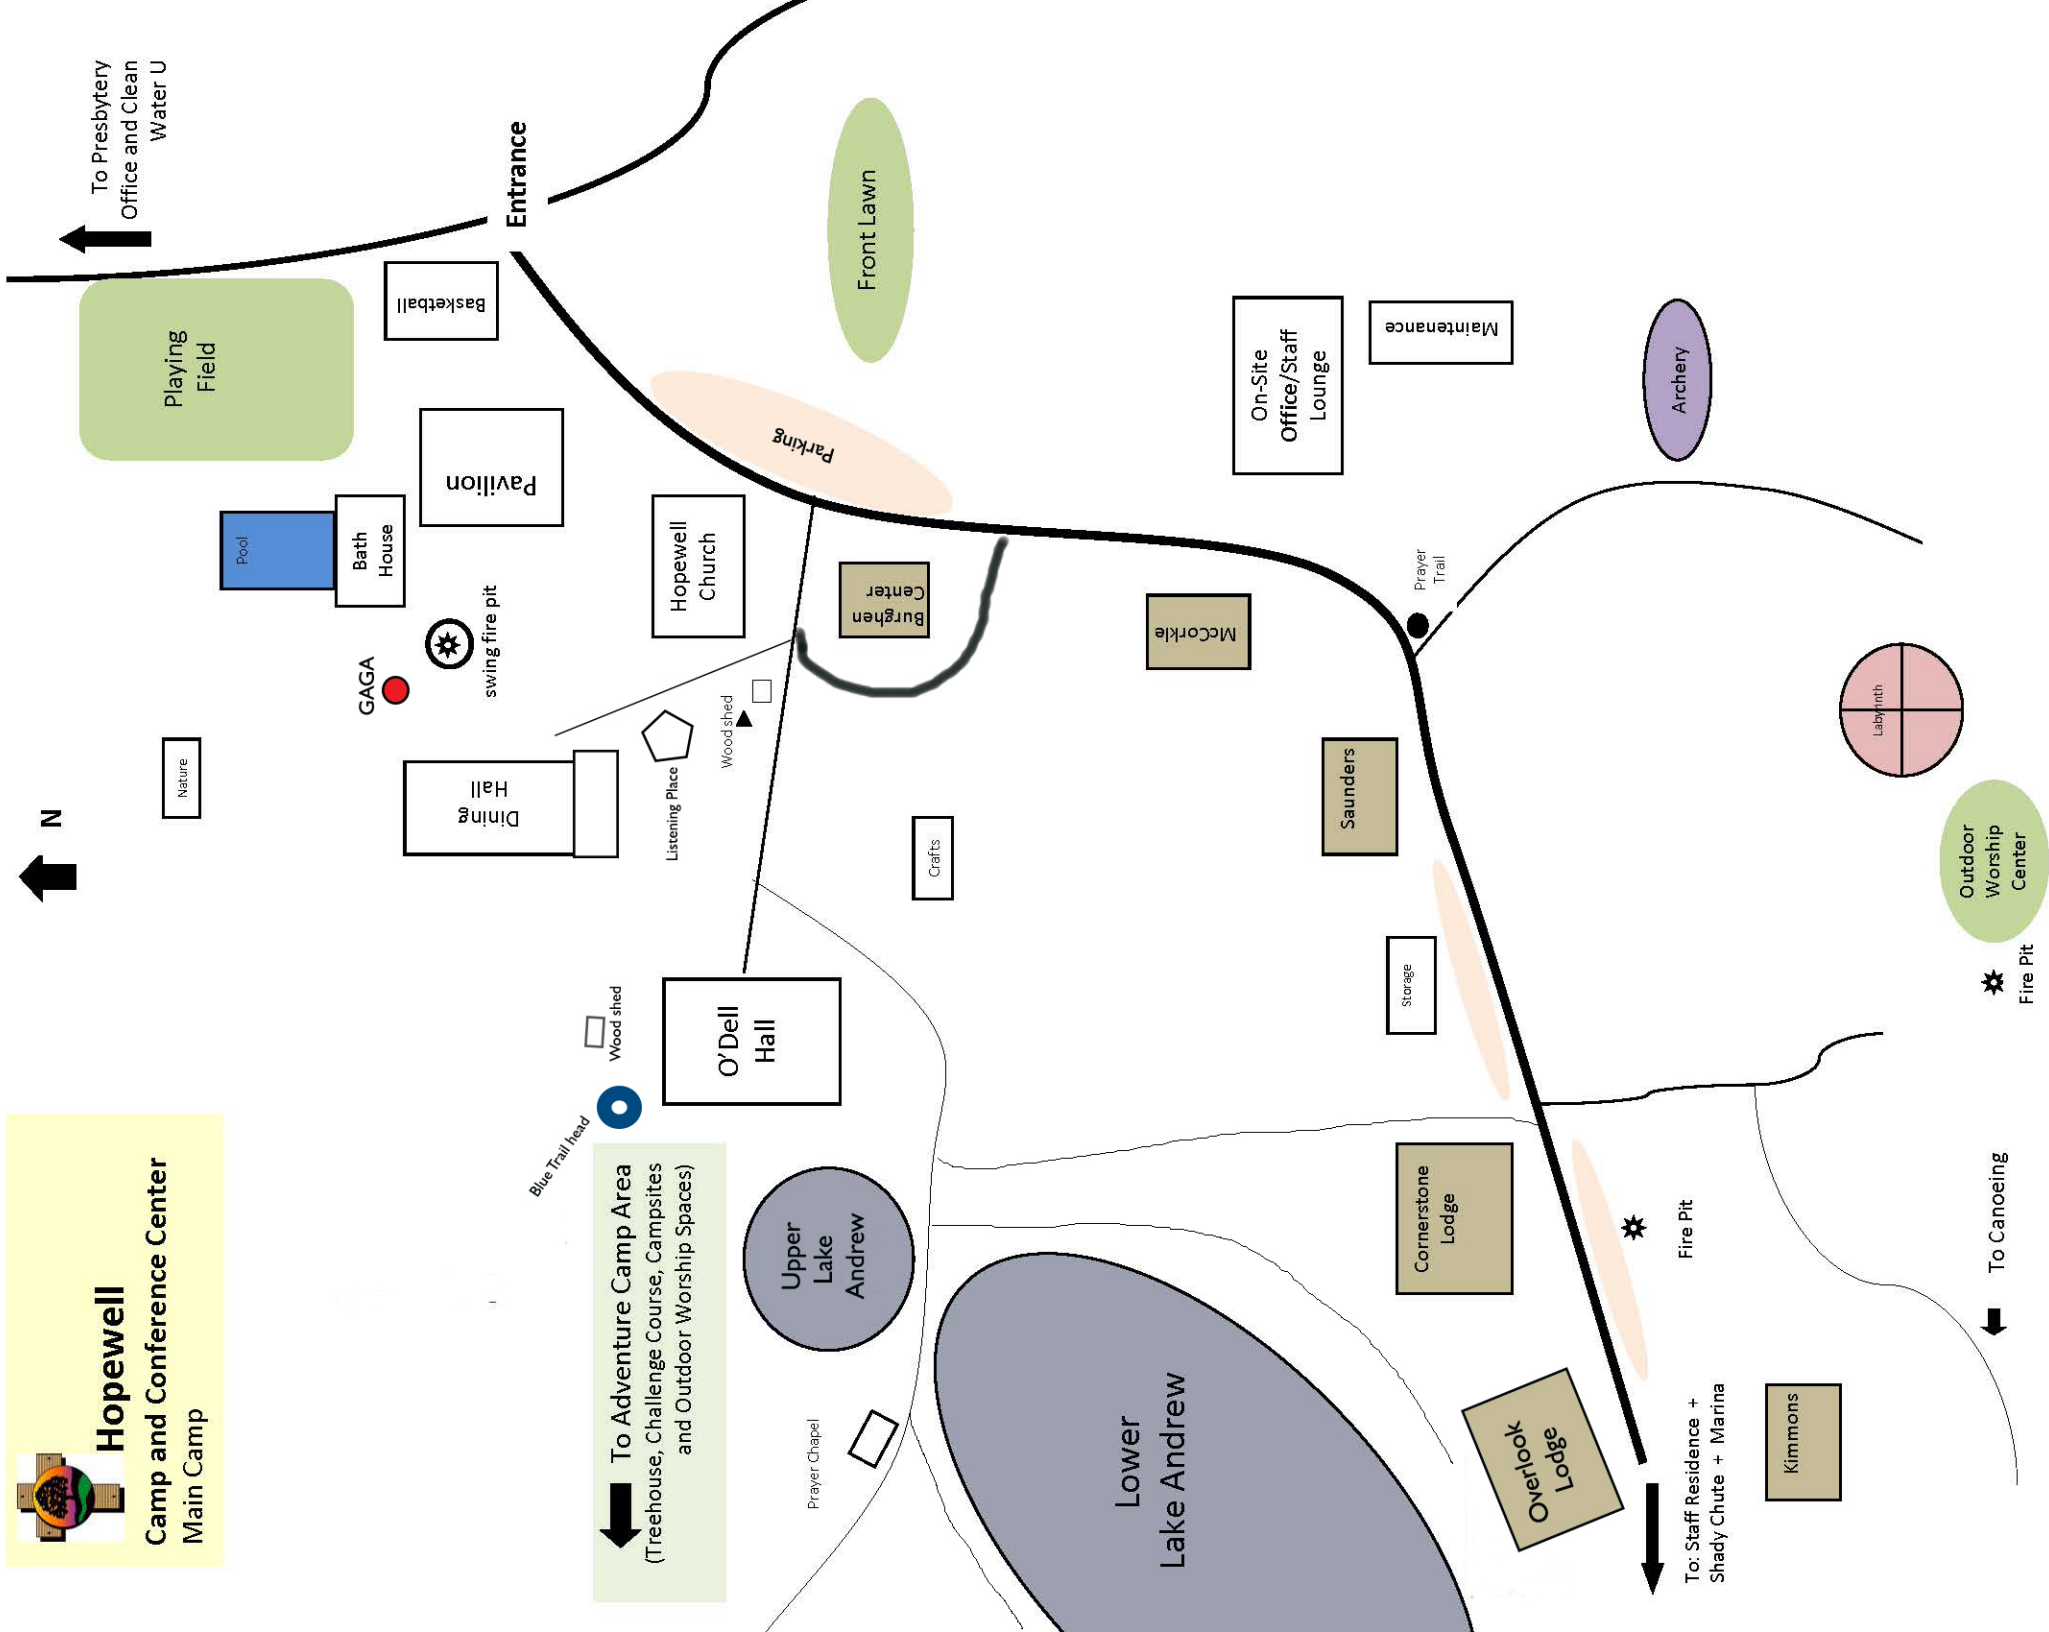 Hopewell
Camp and Conference Center
Main Camp
N
To Presbytery
Office and Clean
Water U
Entrance
Playing
Field
Basketball
Pavilion
Pool
Bath
House
GAGA
swing fire pit
Nature
Dining
Hall
Hopewell
Church
Parking
Front Lawn
Burghen
Center
Wood shed
Listening Place
Crafts
Wood shed
O'Dell
Hall
Blue Trail head
To Adventure Camp Area
(Treehouse, Challenge Course, Campsites
and Outdoor Worship Spaces)
Upper
Lake
Andrew
Prayer Chapel
Lower
Lake Andrew
McCorkle
On-Site
Office/Staff
Lounge
Maintenance
Archery
Prayer
Trail
Saunders
Storage
Labyrinth
Outdoor
Worship
Center
Fire Pit
Cornerstone
Lodge
Fire Pit
Overlook
Lodge
To: Staff Residence +
Shady Chute + Marina
Kimmons
To Canoeing